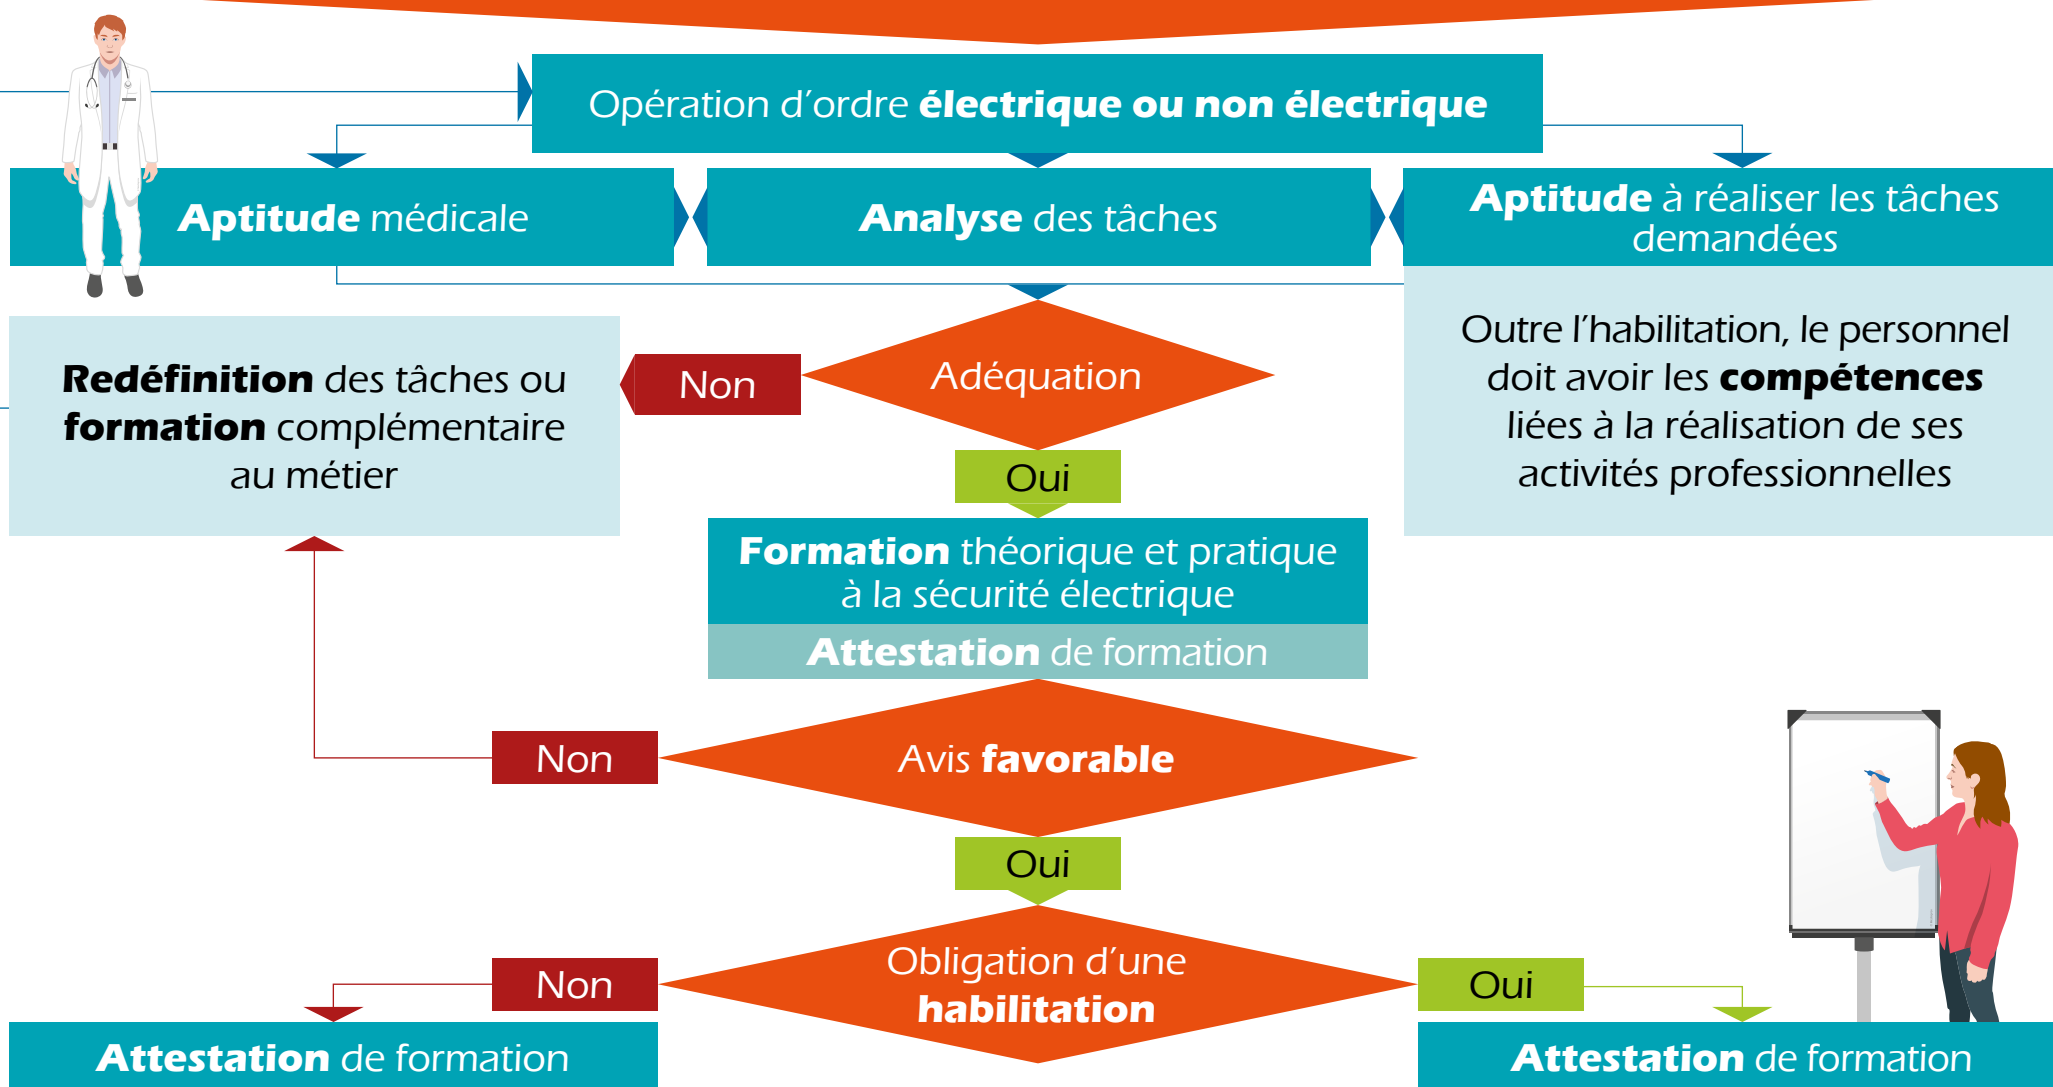 Opération d’ordre électrique ou non électrique
Aptitude médicale
Analyse des tâches
Aptitude à réaliser les tâches
demandées
Outre l’habilitation, le personnel
doit avoir les compétences
liées à la réalisation de ses
activités professionnelles
Redéfinition des tâches ou
formation complémentaire
au métier
Non
Adéquation
Oui
Formation théorique et pratique
à la sécurité électrique
Attestation de formation
Non
Avis favorable
Oui
Obligation d’une
habilitation
Non
Oui
Attestation de formation
Attestation de formation